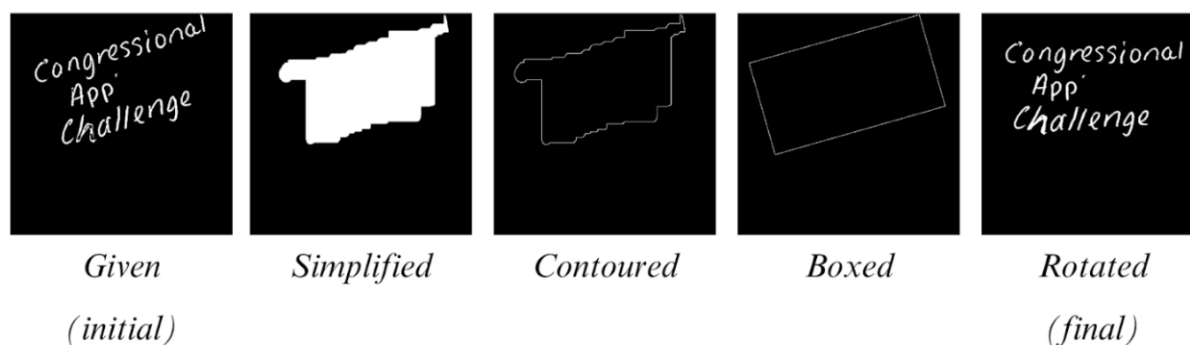 Congressional
App
Challenge
Congressional
App
Challenge
Given
(initial)
Simplified
Contoured
Boxed
Rotated
(final)